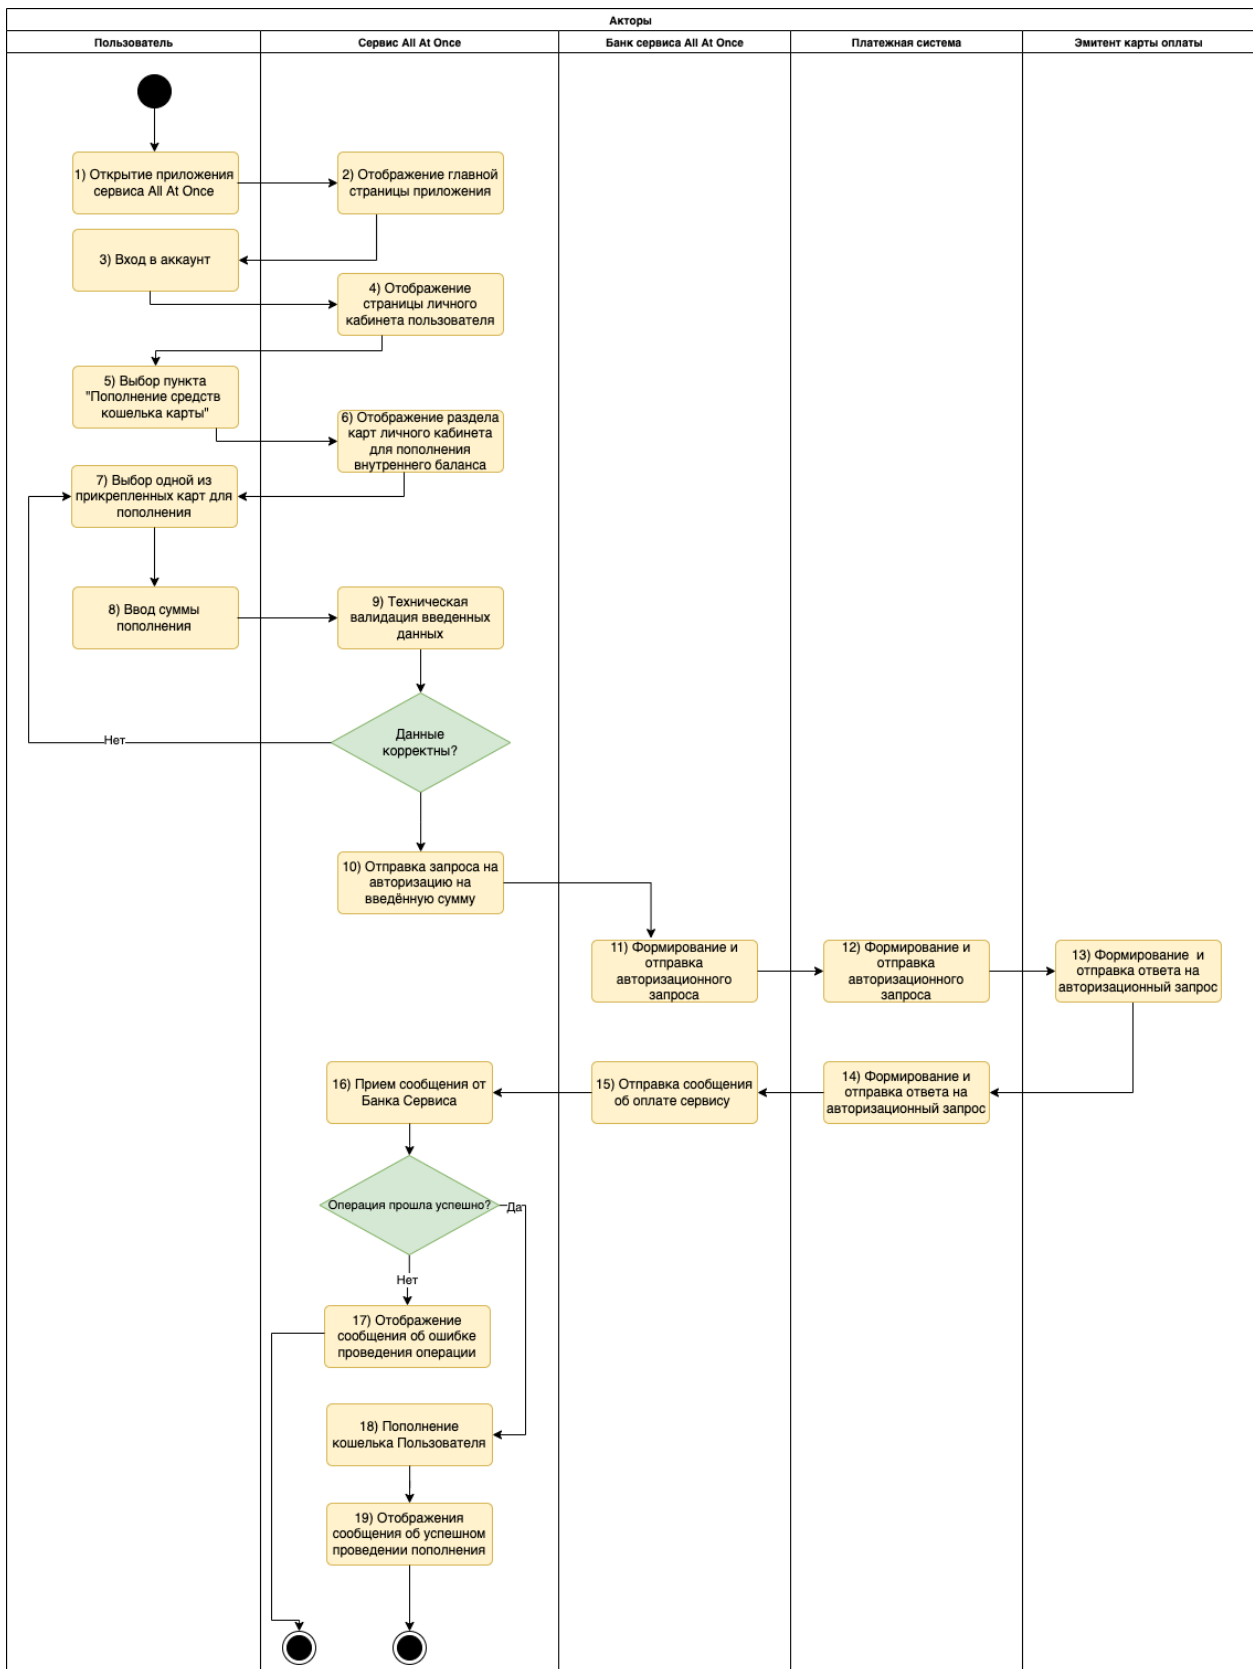 Акторы
Пользователь
Сервис All At Once
Банк сервиса All At Once
Платежная система
Эмитент карты оплаты
1) Открытие приложения
сервиса All At Once
2) Отображение главной
страницы приложения
3) Вход в аккаунт
4) Отображение
страницы личного
кабинета пользователя
5) Выбор пункта
"Пополнение средств
кошелька карты"
6) Отображение раздела
карт личного кабинета
для пополнения
внутреннего баланса
7) Выбор одной из
прикрепленных карт для
пополнения
8) Ввод суммы
пополнения
9) Техническая
валидация введенных
данных
Данные
корректны?
Нет
10) Отправка запроса на
авторизацию на
введённую сумму
11) Формирование и
отправка
авторизационного
запроса
12) Формирование и
отправка
авторизационного
запроса
13) Формирование и
отправка ответа на
авторизационный запрос
14) Формирование и
отправка ответа на
авторизационный запрос
15) Отправка сообщения
об оплате сервису
16) Прием сообщения от
Банка Сервиса
Операция прошла успешно?
Да
Нет
17) Отображение
сообщения об ошибке
проведения операции
18) Пополнение
кошелька Пользователя
19) Отображения
сообщения об успешном
проведении пополнения